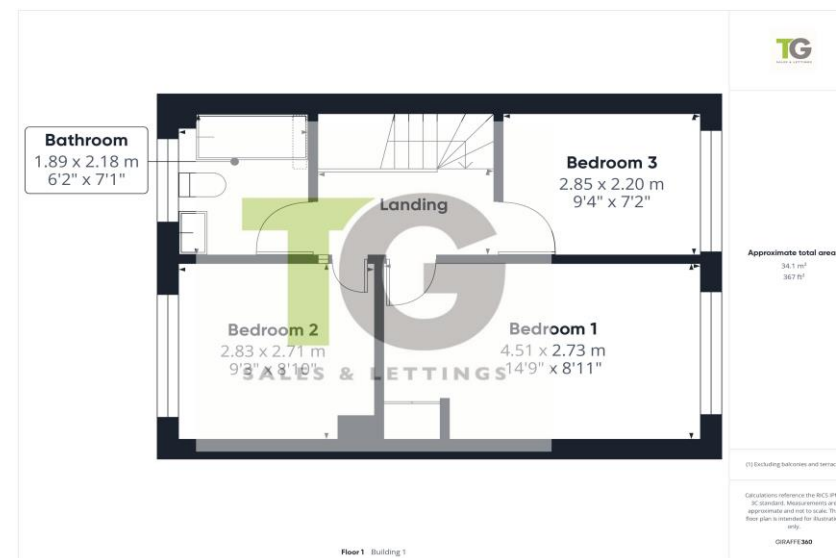 TG
SALES & LETTINGS
Bathroom
1.89 x 2.18 m
6'2" x 7'1"
Bedroom 3
2.85 x 2.20 m
9'4" x 7'2"
Landing
TG
SALES & LETTINGS
Bedroom 2
2.83 x 2.71 m
9'3" x 8'10"
Bedroom 1
4.51 x 2.73 m
14'9" x 8'11"
Approximate total area
34.1 m²
367 ft²
(1) Excluding balconies and terrac
Calculations reference the RICS IPM
3C standard. Measurements are
approximate and not to scale. Th
floor plan is intended for illustrati
only.
GIRAFFE360
Floor 1 Building 1